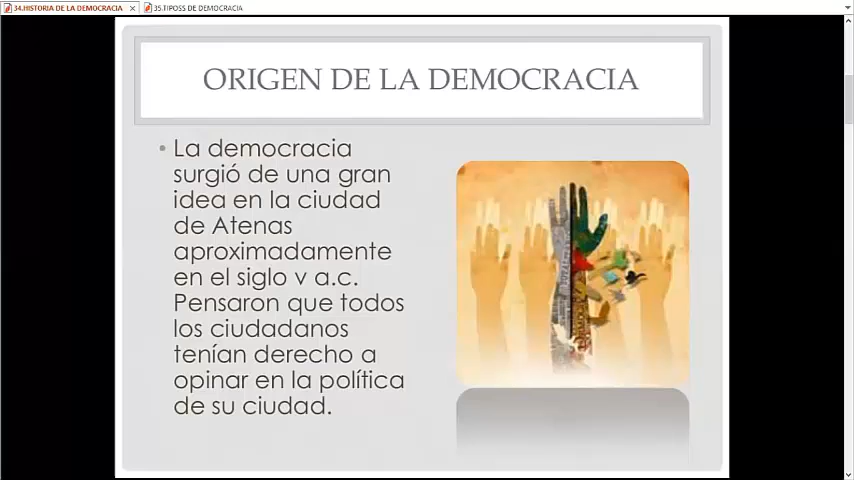 34.HISTORIA DE LA DEMOCRACIA
35.TIPOSS DE DEMOCRACIA
ORIGEN DE LA DEMOCRACIA
• La democracia
surgió de una gran
idea en la ciudad
de Atenas
aproximadamente
en el siglo v a.c.
Pensaron que todos
los ciudadanos
tenían derecho a
opinar en la política
de su ciudad.